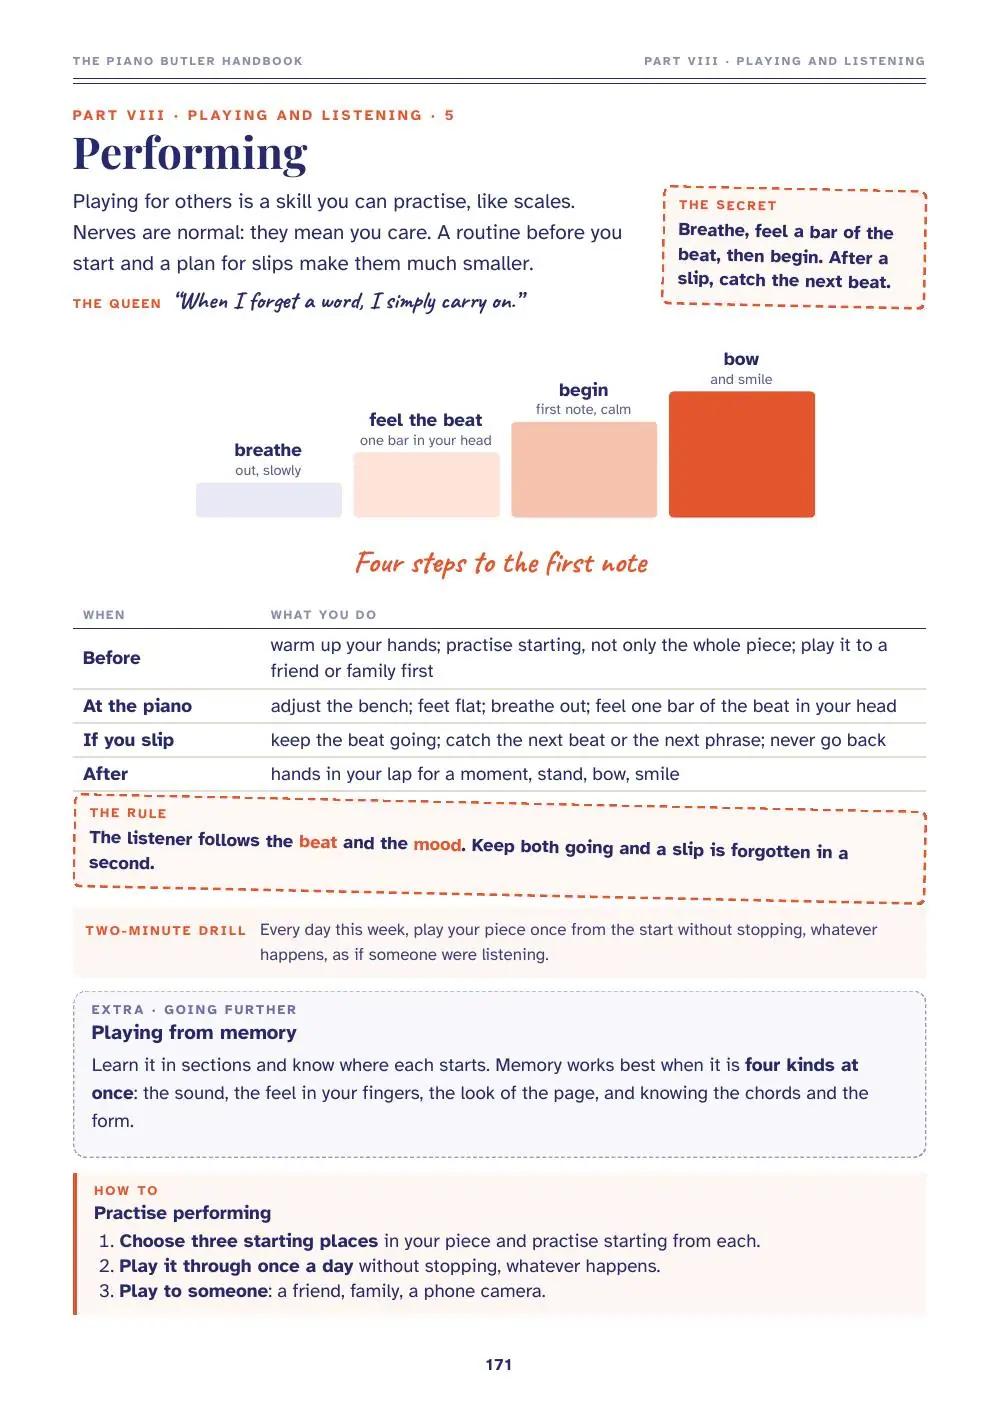 THE PIANO BUTLER HANDBOOK
PART VIII · PLAYING AND LISTENING
PART VIII · PLAYING AND LISTENING · 5
Performing
Playing for others is a skill you can practise, like scales.
Nerves are normal: they mean you care. A routine before you
start and a plan for slips make them much smaller.
THE QUEEN “When I forget a word, I simply carry on.”
THE SECRET
Breathe, feel a bar of the
beat, then begin. After a
slip, catch the next beat.
breathe
out, slowly
feel the beat
one bar in your head
begin
first note, calm
bow
and smile
Four steps to the first note
WHEN WHAT YOU DO
Before
warm up your hands; practise starting, not only the whole piece; play it to a
friend or family first
At the piano adjust the bench; feet flat; breathe out; feel one bar of the beat in your head
If you slip keep the beat going; catch the next beat or the next phrase; never go back
After hands in your lap for a moment, stand, bow, smile
THE RULE
The listener follows the beat and the mood. Keep both going and a slip is forgotten in a
second.
TWO-MINUTE DRILL Every day this week, play your piece once from the start without stopping, whatever
happens, as if someone were listening.
EXTRA · GOING FURTHER
Playing from memory
Learn it in sections and know where each starts. Memory works best when it is four kinds at
once: the sound, the feel in your fingers, the look of the page, and knowing the chords and the
form.
HOW TO
Practise performing
1. Choose three starting places in your piece and practise starting from each.
2. Play it through once a day without stopping, whatever happens.
3. Play to someone: a friend, family, a phone camera.
171